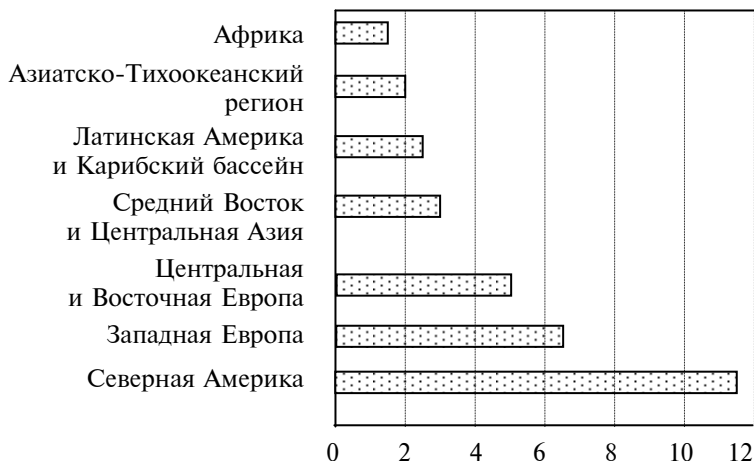 Африка
Азиатско-Тихоокеанский
регион
Латинская Америка
и Карибский бассейн
Средний Восток
и Центральная Азия
Центральная
и Восточная Европа
Западная Европа
Северная Америка
0 2 4 6 8 10 12